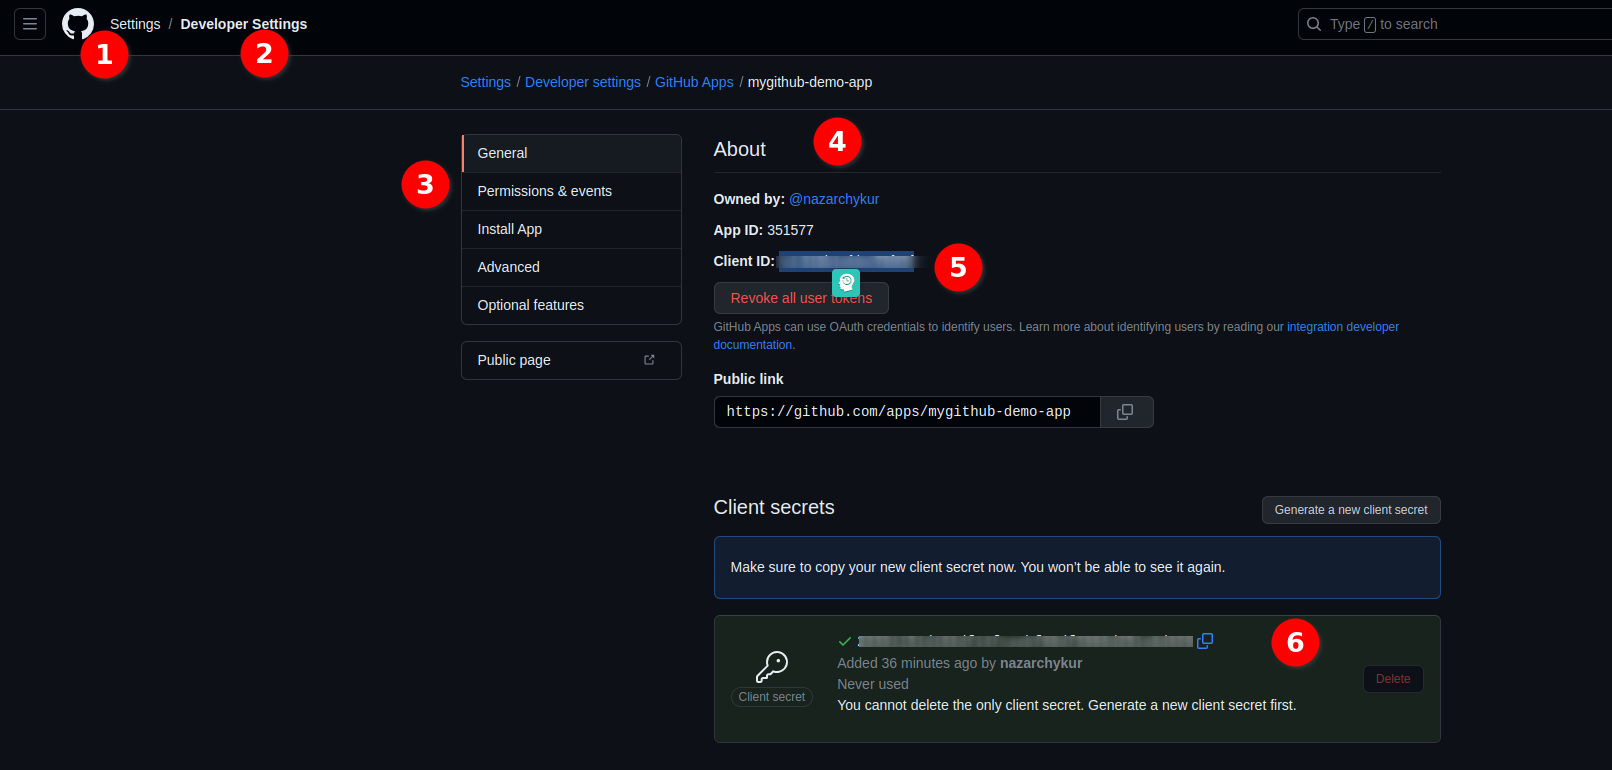 Settings / Developer Settings
Type / to search
1
2
Settings / Developer settings / GitHub Apps / mygithub-demo-app
General
Permissions & events
Install App
Advanced
Optional features
Public page
3
About
4
Owned by: @nazarchykur
App ID: 351577
Client ID:
5
Revoke all user tokens
GitHub Apps can use OAuth credentials to identify users. Learn more about identifying users by reading our integration developer
documentation.
Public link
https://github.com/apps/mygithub-demo-app
Client secrets
Generate a new client secret
Make sure to copy your new client secret now. You won't be able to see it again.
Client secret
6
Added 36 minutes ago by nazarchykur
Never used
You cannot delete the only client secret. Generate a new client secret first.
Delete